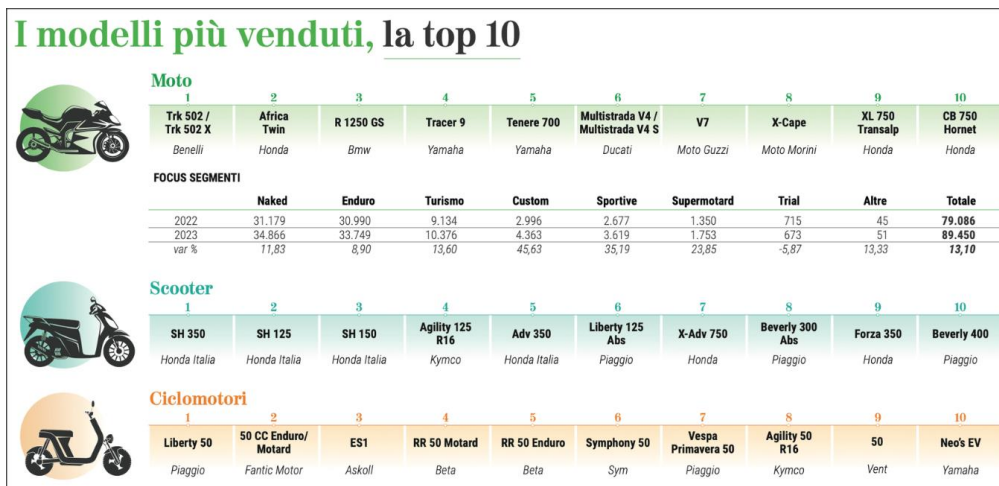 I modelli più venduti, la top 10
Moto
1 2 3 4 5 6 7 8 9 10
Trk 502 / Trk 502 X Africa Twin R 1250 GS Tracer 9 Tenere 700 Multistrada V4 / Multistrada V4 S V7 X-Cape XL 750 Transalp CB 750 Hornet
Benelli Honda Bmw Yamaha Yamaha Ducati Moto Guzzi Moto Morini Honda Honda
FOCUS SEGMENTI
Naked Enduro Turismo Custom Sportive Supermotard Trial Altre Totale
2022 31.179 30.990 9.134 2.996 2.677 1.350 715 45 79.086
2023 34.866 33.749 10.376 4.363 3.619 1.753 673 51 89.450
var % 11,83 8,90 13,60 45,63 35,19 23,85 -5,87 13,33 13,10
Scooter
1 2 3 4 5 6 7 8 9 10
SH 350 SH 125 SH 150 Agility 125 R16 Adv 350 Liberty 125 Abs X-Adv 750 Beverly 300 Abs Forza 350 Beverly 400
Honda Italia Honda Italia Honda Italia Kymco Honda Italia Piaggio Honda Piaggio Honda Piaggio
Ciclomotori
1 2 3 4 5 6 7 8 9 10
Liberty 50 50 CC Enduro/ Motard ES1 RR 50 Motard RR 50 Enduro Symphony 50 Vespa Primavera 50 Agility 50 R16 50 Neo's EV
Piaggio Fantic Motor Askoll Beta Beta Sym Piaggio Kymco Vent Yamaha